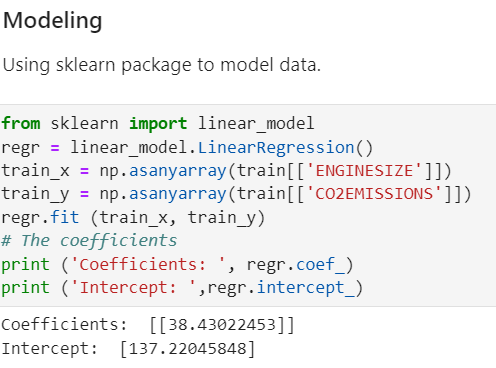 Modeling
Using sklearn package to model data.
from sklearn import linear_model
regr = linear_model.LinearRegression()
train_x = np.asanyarray(train[['ENGINESIZE']])
train_y = np.asanyarray(train[['CO2EMISSIONS']])
regr.fit (train_x, train_y)
# The coefficients
print ('Coefficients: ', regr.coef_)
print ('Intercept: ',regr.intercept_)
Coefficients:  [[38.43022453]]
Intercept:  [137.22045848]